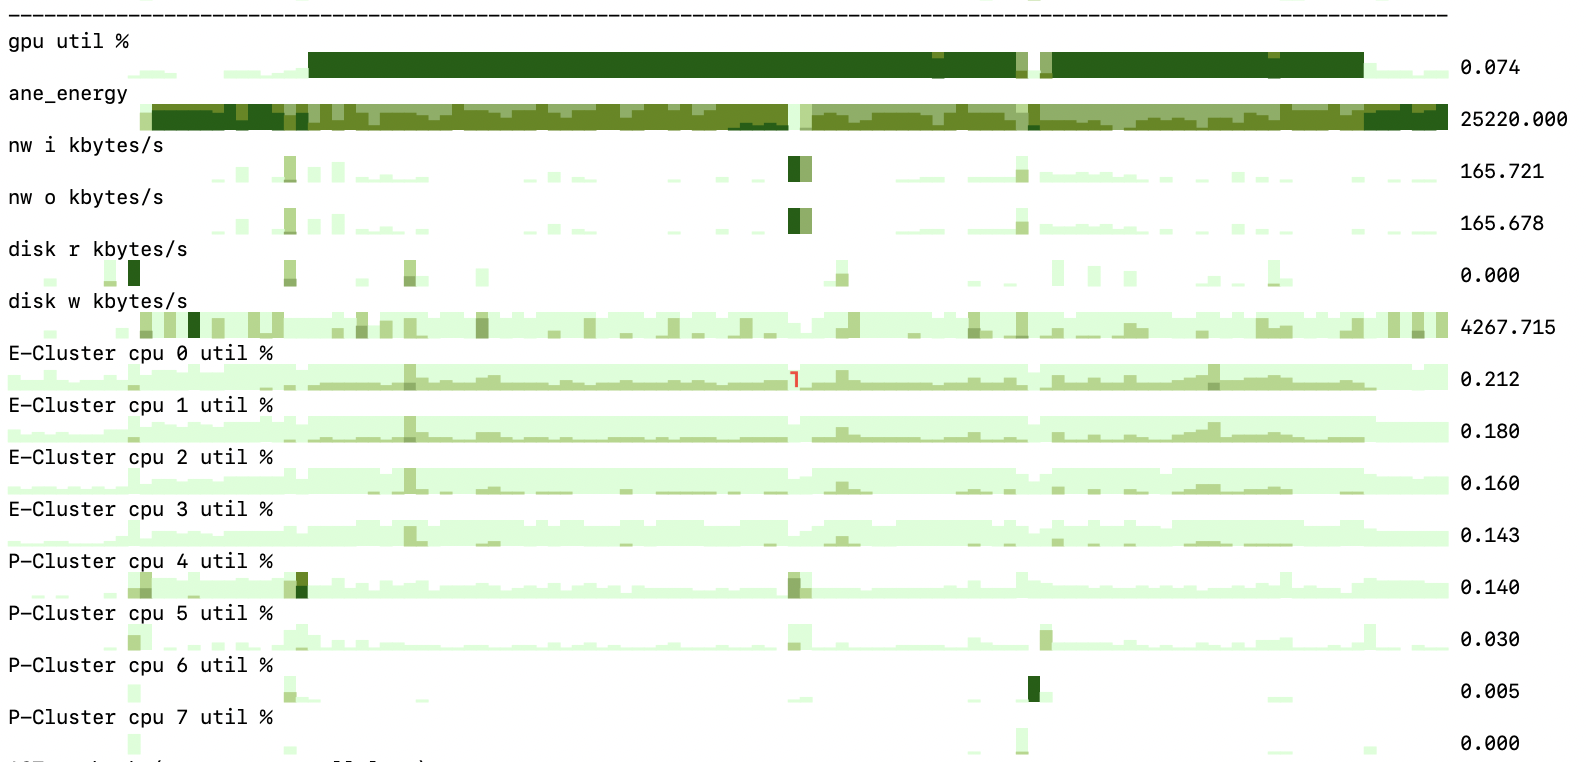 gpu util %
0.074
ane_energy
25220.000
nw i kbytes/s
165.721
nw o kbytes/s
165.678
disk r kbytes/s
0.000
disk w kbytes/s
4267.715
E-Cluster cpu 0 util %
0.212
E-Cluster cpu 1 util %
0.180
E-Cluster cpu 2 util %
0.160
E-Cluster cpu 3 util %
0.143
P-Cluster cpu 4 util %
0.140
P-Cluster cpu 5 util %
0.030
P-Cluster cpu 6 util %
0.005
P-Cluster cpu 7 util %
0.000